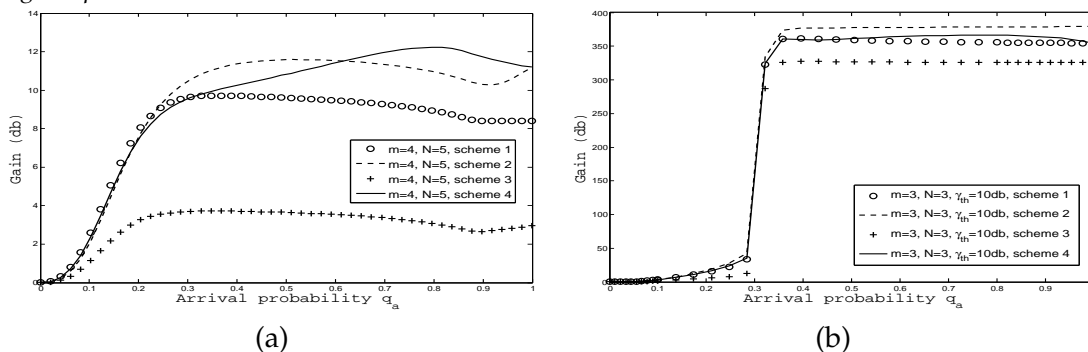 14
12
10
8
6
4
2
0
Gain (db)
0
0.1
0.2
0.3
0.4
0.5
0.6
0.7
0.8
0.9
1
Arrival probability q_a
m=4, N=5, scheme 1
m=4, N=5, scheme 2
m=4, N=5, scheme 3
m=4, N=5, scheme 4
(a)
400
350
300
250
200
150
100
50
0
Gain (db)
0
0.1
0.2
0.3
0.4
0.5
0.6
0.7
0.8
0.9
Arrival probability q_a
m=3, N=3, γ_th=10db, scheme 1
m=3, N=3, γ_th=10db, scheme 2
m=3, N=3, γ_th=10db, scheme 3
m=3, N=3, γ_th=10db, scheme 4
(b)